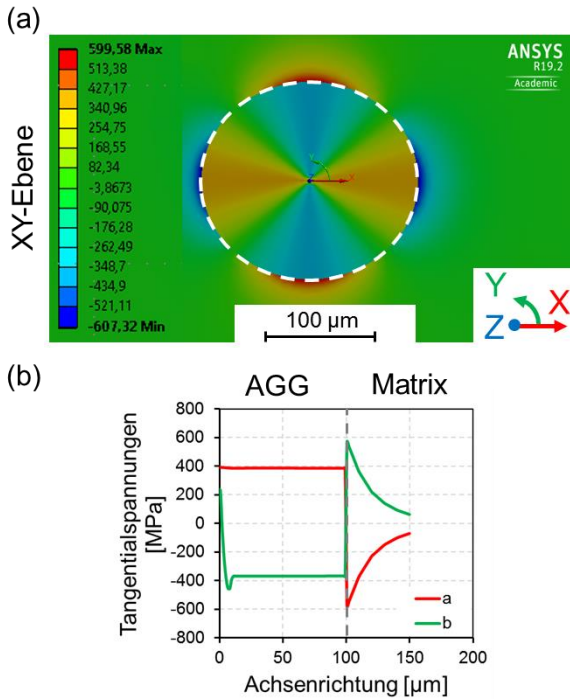 (a)
XY-Ebene
599,58 Max
513,38
427,17
340,96
254,75
168,55
82,34
-3,8673
-90,075
-176,28
-262,49
-348,7
-434,9
-521,11
-607,32 Min
ANSYS
R19.2
Academic
Y
X
Z
X
100 µm
Y
X
Z
(b)
AGG
Matrix
Tangentialspannungen
[MPa]
800
600
400
200
0
-200
-400
-600
-800
a
b
0
50
100
150
200
Achsenrichtung [µm]